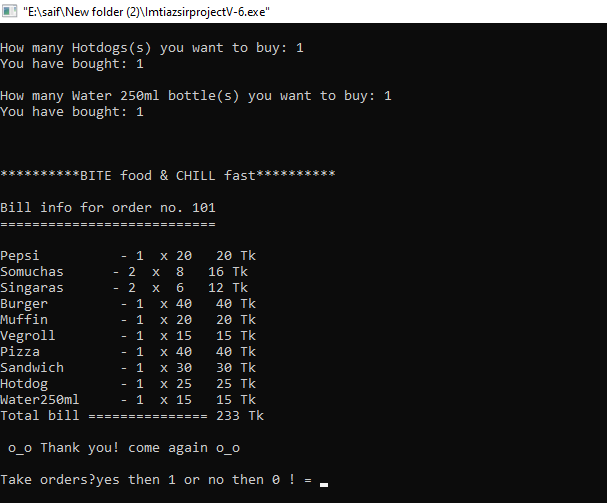 "E:\saif\New folder (2)\ImtiazsirprojectV-6.exe"
How many Hotdogs(s) you want to buy: 1
You have bought: 1
How many Water 250ml bottle(s) you want to buy: 1
You have bought: 1
**********BITE food & CHILL fast**********
Bill info for order no. 101
===========================
Pepsi          - 1  x 20   20 Tk
Somuchas      - 2  x  8   16 Tk
Singaras      - 2  x  6   12 Tk
Burger         - 1  x 40   40 Tk
Muffin         - 1  x 20   20 Tk
Vegroll        - 1  x 15   15 Tk
Pizza          - 1  x 40   40 Tk
Sandwich       - 1  x 30   30 Tk
Hotdog         - 1  x 25   25 Tk
Water250ml     - 1  x 15   15 Tk
Total bill =============== 233 Tk
o_o Thank you! come again o_o
Take orders?yes then 1 or no then 0 ! = _